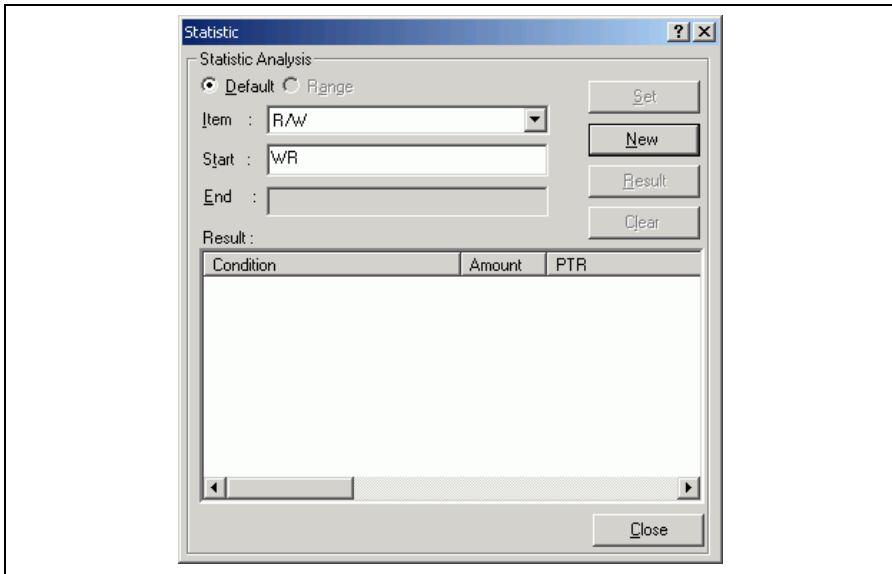 Statistic
Statistic Analysis
Default Range
Set
Item : R/W
New
Start : WR
Result
End :
Clear
Result :
Condition Amount PTR
Close